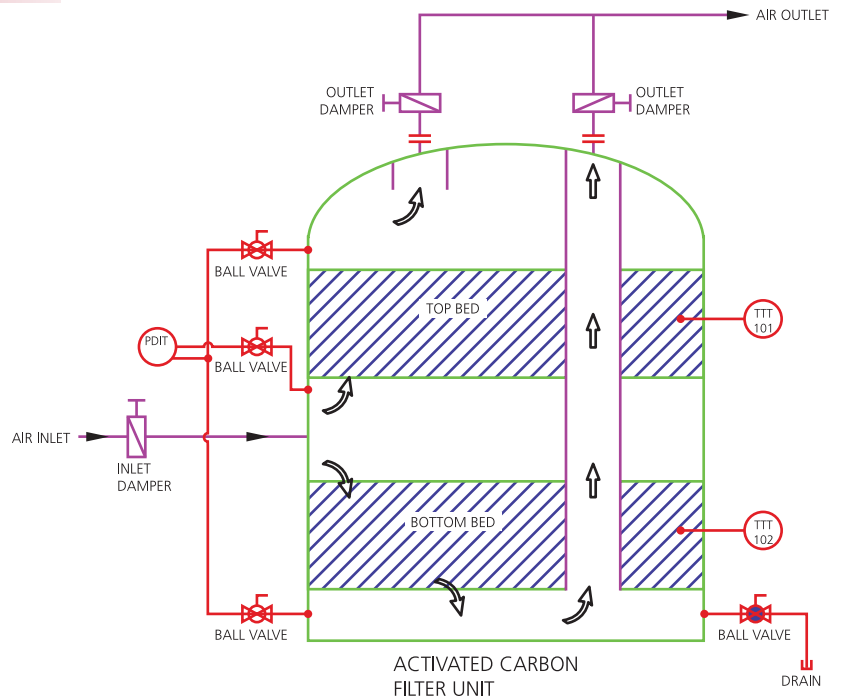 AIR OUTLET
OUTLET
DAMPER
OUTLET
DAMPER
BALL VALVE
TOP BED
TTT
101
PDIT
BALL VALVE
AIR INLET
INLET
DAMPER
BOTTOM BED
TTT
102
BALL VALVE
BALL VALVE
ACTIVATED CARBON
FILTER UNIT
DRAIN